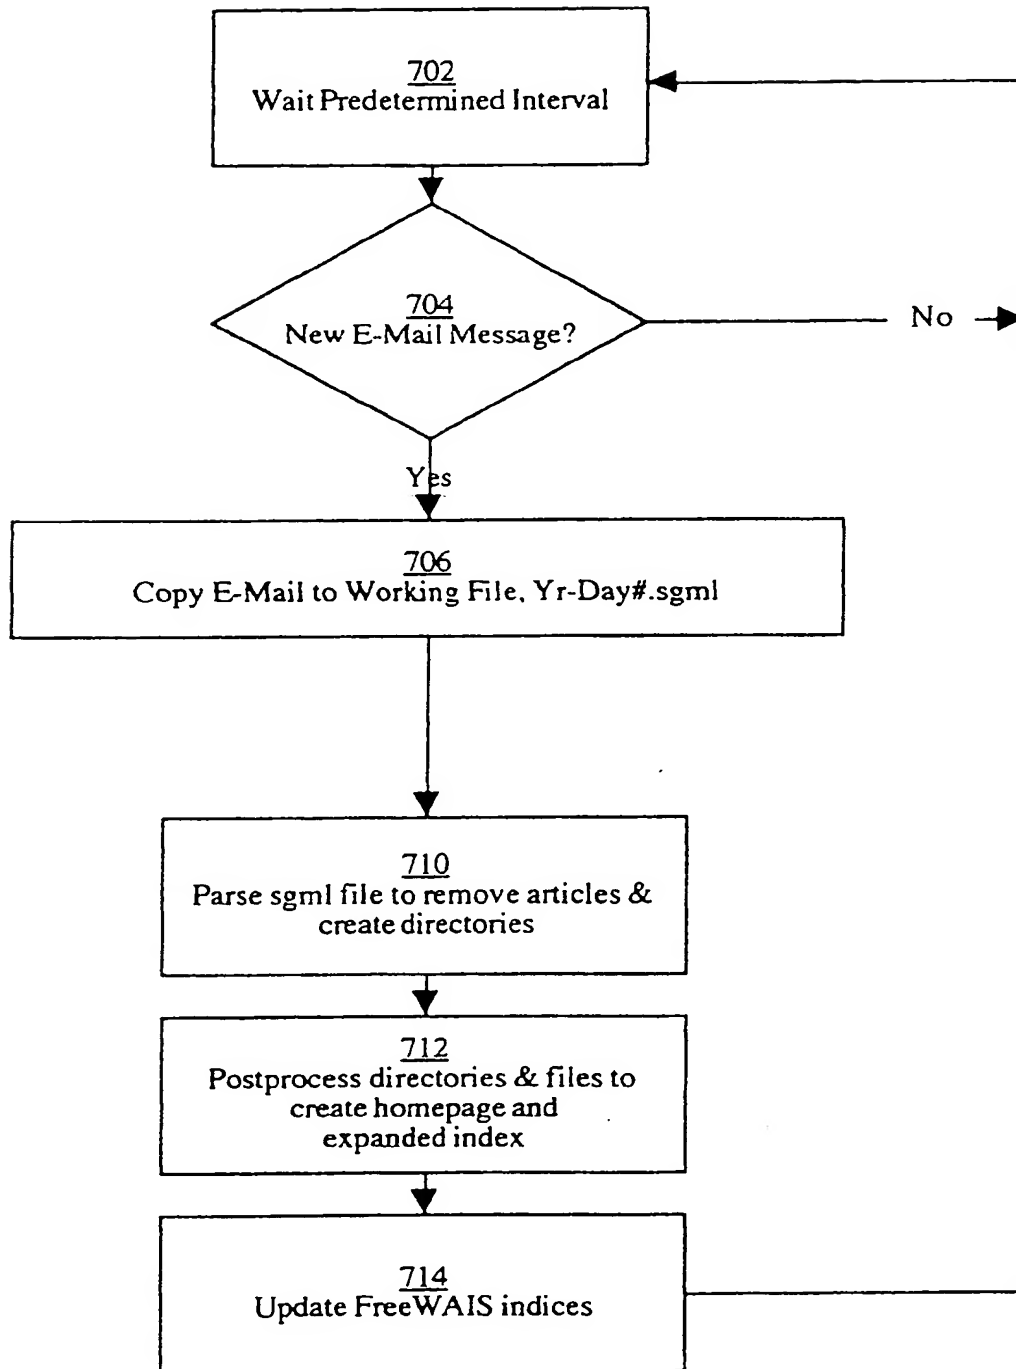 702
Wait Predetermined Interval
704
New E-Mail Message?
No
Yes
706
Copy E-Mail to Working File, Yr-Day#.sgml
710
Parse sgml file to remove articles &
create directories
712
Postprocess directories & files to
create homepage and
expanded index
714
Update FreeWAIS indices